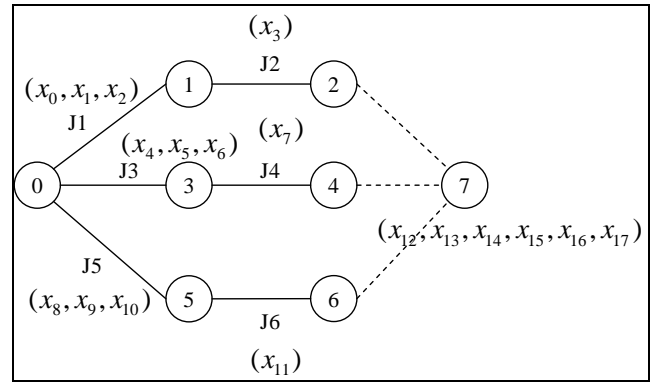 (x₃)
J2
(x₀, x₁, x₂)
1
2
J1
(x₇)
(x₄, x₅, x₆)
J3
J4
0
3
4
7
(x₁₂, x₁₃, x₁₄, x₁₅, x₁₆, x₁₇)
J5
(x₈, x₉, x₁₀)
5
6
J6
(x₁₁)